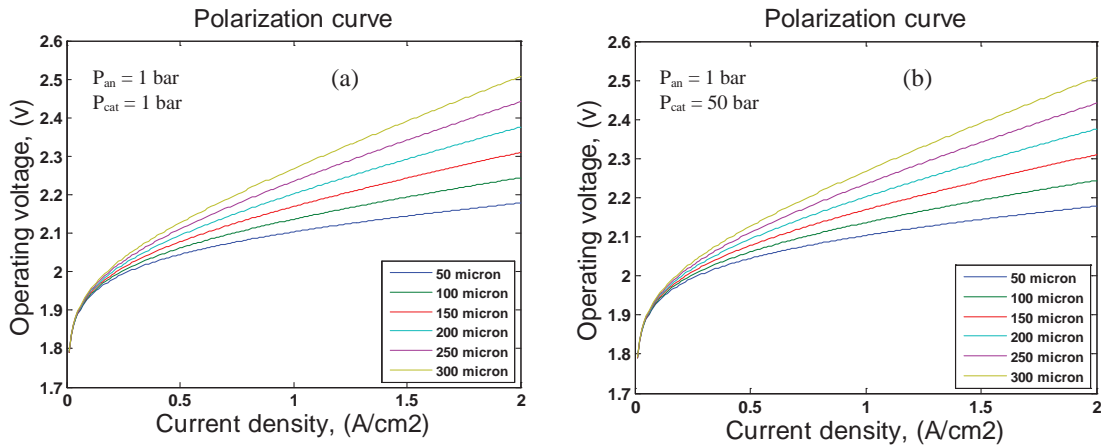 Polarization curve
2.6
2.5
2.4
2.3
2.2
2.1
2
1.9
1.8
1.7
Operating voltage, (v)
P_an = 1 bar
P_cat = 1 bar
(a)
50 micron
100 micron
150 micron
200 micron
250 micron
300 micron
0 0.5 1 1.5 2
Current density, (A/cm2)
Polarization curve
2.6
2.5
2.4
2.3
2.2
2.1
2
1.9
1.8
1.7
Operating voltage, (v)
P_an = 1 bar
P_cat = 50 bar
(b)
50 micron
100 micron
150 micron
200 micron
250 micron
300 micron
0 0.5 1 1.5 2
Current density, (A/cm2)